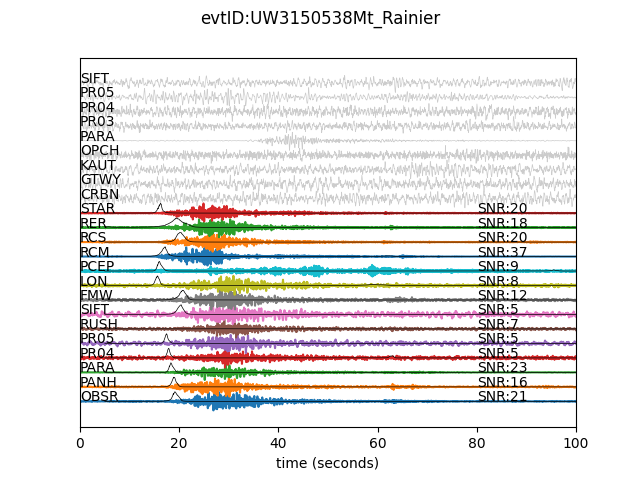 evtID:UW3150538Mt_Rainier
SIFT
PR05
PR04
PR03
PARA
OPCH
KAUT
GTWY
CRBN
STAR SNR:20
RER SNR:18
RCS SNR:20
RCM SNR:37
PCEP SNR:9
LON SNR:8
FMW SNR:12
SIFT SNR:5
RUSH SNR:7
PR05 SNR:5
PR04 SNR:5
PARA SNR:23
PANH SNR:16
OBSR SNR:21
0 20 40 60 80 100
time (seconds)